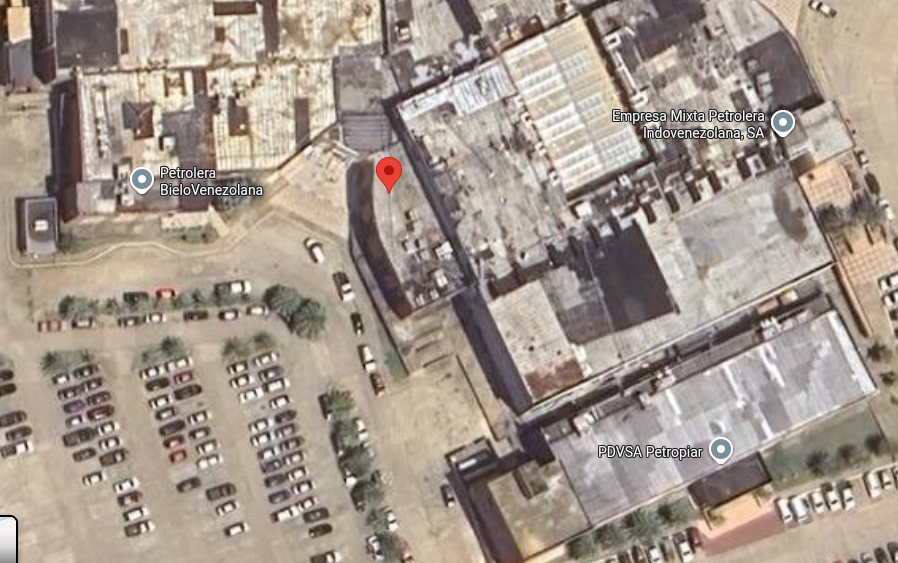 Empresa Mixta Petrolera
Indovenezolana, SA
Petrolera
BieloVenezolana
PDVSA Petropiar